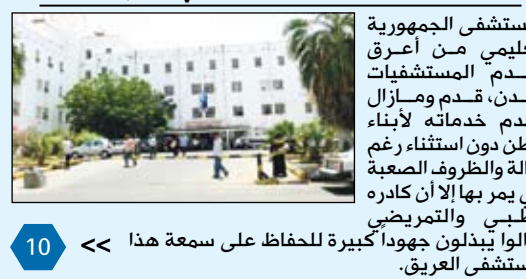 ستشفى الجمهورية
عليمي من أعرق
دم المستشفيات
دن، قدم ومازال
دم خدماته لأبناء
طن دون استثناء رغم
الة والظروف الصعبة
ي يمر بها إلا أن كادره
طبي والتمريضي
الوا يبذلون جهوداً كبيرة للحفاظ على سمعة هذا
ستشفى العريق.
>> 10